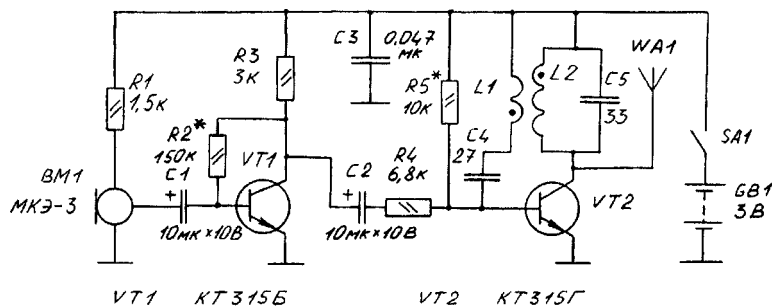 R1
1,5к
R3
3к
C3
0,047
мк
R2*
150к
C1
+
10мк×10В
BM1
МКЭ-3
VT1
C2
+
10мк×10В
R4
6,8к
R5*
10к
C4
27
L1
L2
C5
33
WA1
VT2
SA1
GB1
3В
VT1 КТ315Б VT2 КТ315Г